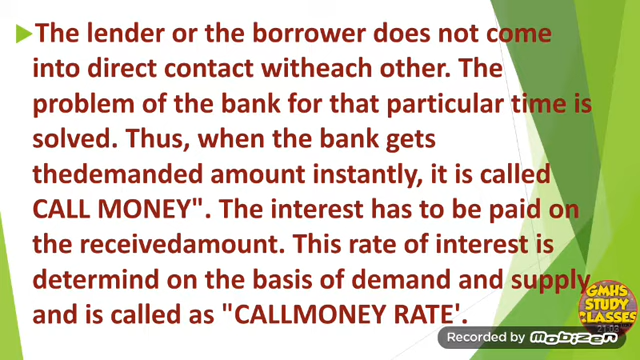 The lender or the borrower does not come
into direct contact witheach other. The
problem of the bank for that particular time is
solved. Thus, when the bank gets
thedemanded amount instantly, it is called
CALL MONEY". The interest has to be paid on
the receivedamount. This rate of interest is
determind on the basis of demand and supply
and is called as "CALLMONEY RATE'.
GMHS
STUDY
CLASSES
21:03
Recorded by mobizen